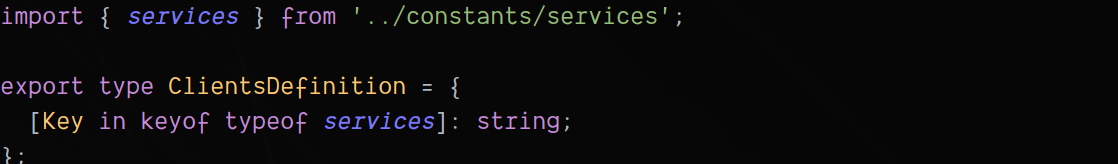 import { services } from '../constants/services';
export type ClientsDefinition = {
[Key in keyof typeof services]: string;
};